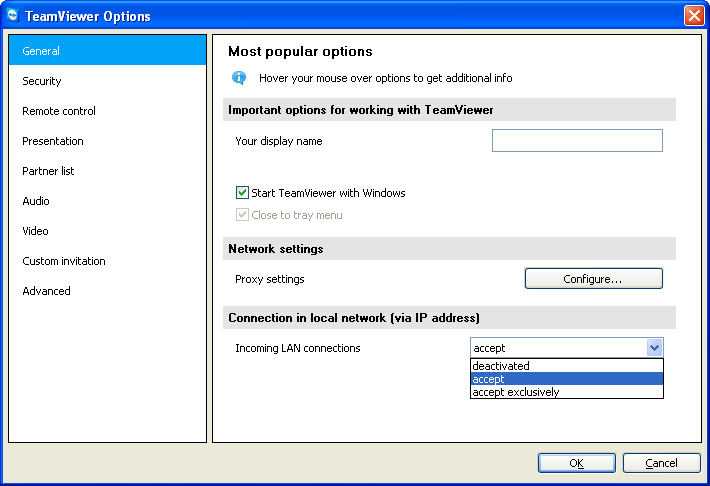 TeamViewer Options
General
Security
Remote control
Presentation
Partner list
Audio
Video
Custom invitation
Advanced
Most popular options
Hover your mouse over options to get additional info
Important options for working with TeamViewer
Your display name
Start TeamViewer with Windows
Close to tray menu
Network settings
Proxy settings
Configure...
Connection in local network (via IP address)
Incoming LAN connections
accept
deactivated
accept
accept exclusively
OK
Cancel